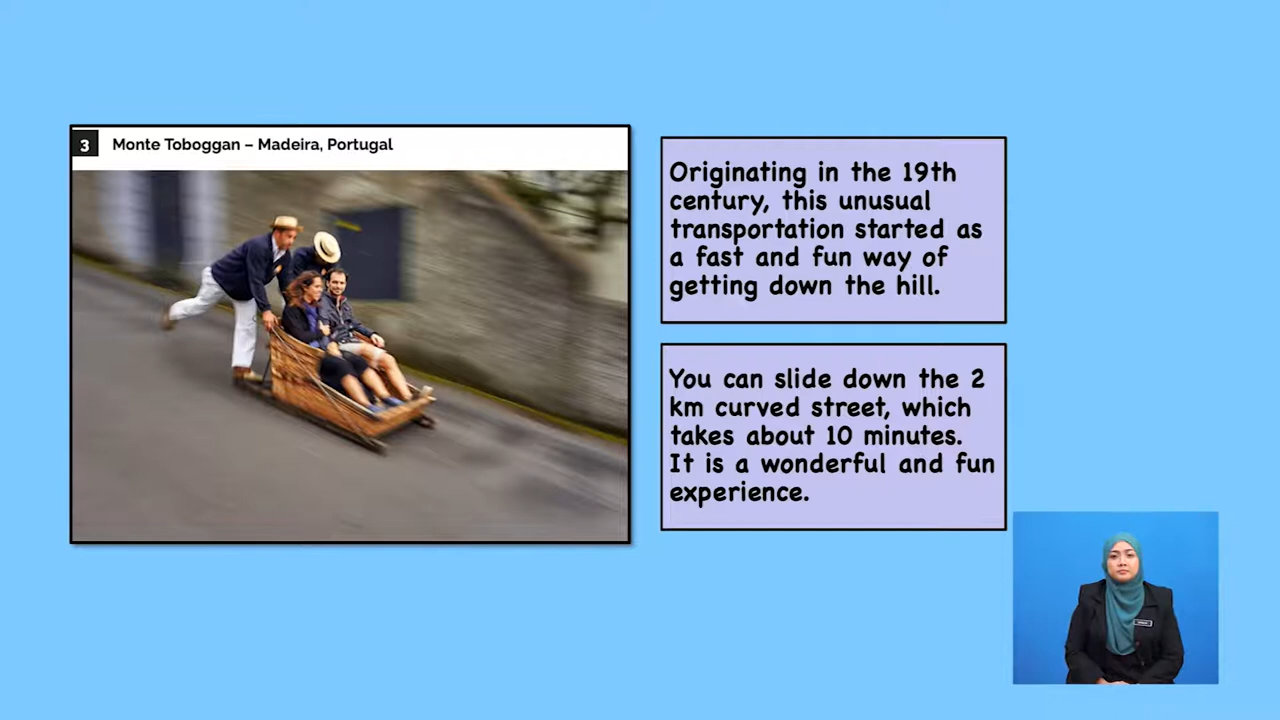 3 Monte Toboggan – Madeira, Portugal
Originating in the 19th
century, this unusual
transportation started as
a fast and fun way of
getting down the hill.
You can slide down the 2
km curved street, which
takes about 10 minutes.
It is a wonderful and fun
experience.